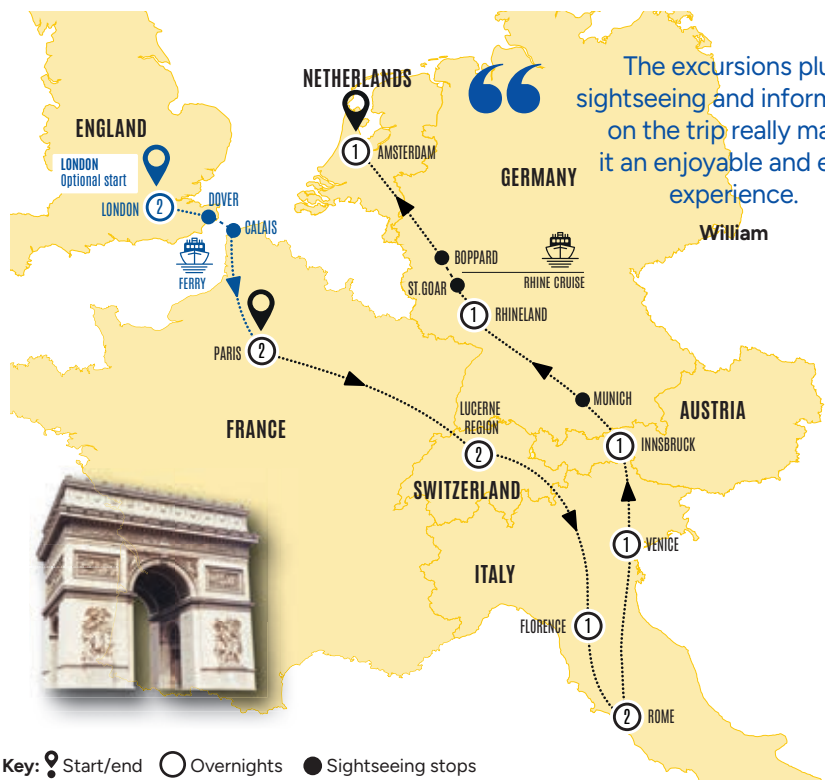 The excursions plu
sightseeing and inform
on the trip really ma
it an enjoyable and e
experience.
William
NETHERLANDS
ENGLAND
LONDON
Optional start
1
AMSTERDAM
GERMANY
LONDON
2
DOVER
CALAIS
FERRY
BOPPARD
ST.GOAR
RHINE CRUISE
1
RHINELAND
PARIS
2
MUNICH
AUSTRIA
LUCERNE
REGION
FRANCE
2
1
INNSBRUCK
SWITZERLAND
1
VENICE
ITALY
FLORENCE
1
2
ROME
Key: Start/end Overnights Sightseeing stops